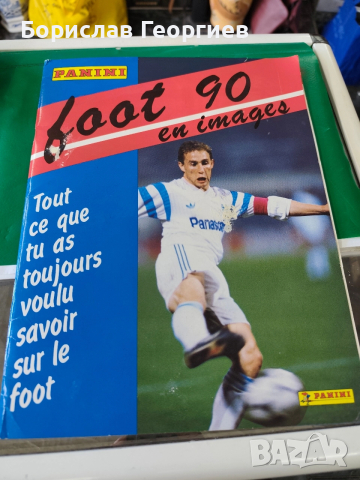 Борислав Георгиев
PANINI
foot 90
en images
Tout
ce que
tu as
toujours
voulu
savoir
sur le
foot
Panasonic
PANINI
BAZAR